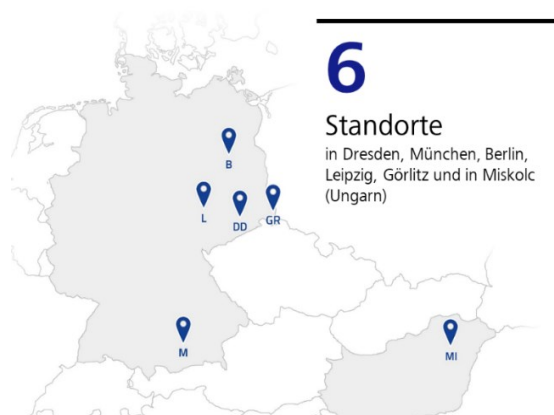 6
Standorte
in Dresden, München, Berlin,
Leipzig, Görlitz und in Miskolc
(Ungarn)
B
L
DD
GR
M
MI